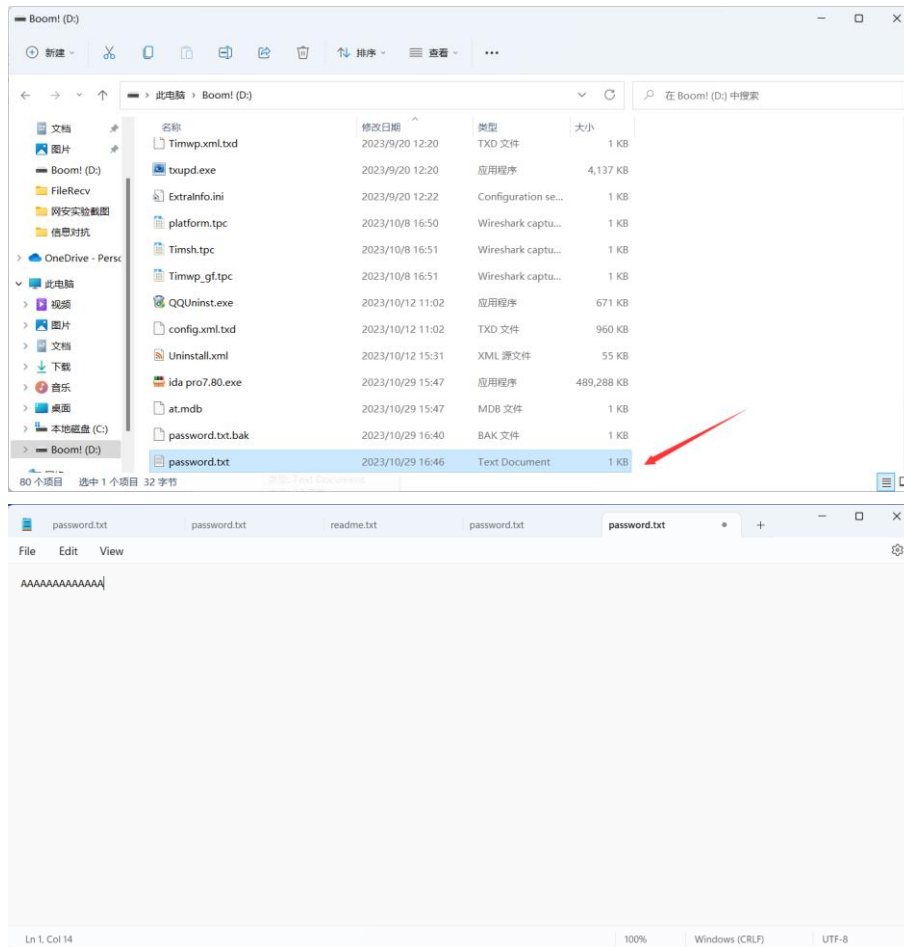 Boom! (D:)
新建 排序 查看 ...
此电脑 > Boom! (D:) 在 Boom! (D:) 中搜索
文档
图片
Boom! (D:)
FileRecv
网安实验截图
信息对抗
OneDrive - Persc
此电脑
视频
图片
文档
下载
音乐
桌面
本地磁盘 (C:)
Boom! (D:)
名称 修改日期 类型 大小
Timwp.xml.txd 2023/9/20 12:20 TXD 文件 1 KB
txupd.exe 2023/9/20 12:20 应用程序 4,137 KB
ExtraInfo.ini 2023/9/20 12:22 Configuration se... 1 KB
platform.tpc 2023/10/8 16:50 Wireshark captu... 1 KB
Timsh.tpc 2023/10/8 16:51 Wireshark captu... 1 KB
Timwp_gf.tpc 2023/10/8 16:51 Wireshark captu... 1 KB
QQUninst.exe 2023/10/12 11:02 应用程序 671 KB
config.xml.txd 2023/10/12 11:02 TXD 文件 960 KB
Uninstall.xml 2023/10/12 15:31 XML 源文件 55 KB
ida pro7.80.exe 2023/10/29 15:47 应用程序 489,288 KB
at.mdb 2023/10/29 15:47 MDB 文件 1 KB
password.txt.bak 2023/10/29 16:40 BAK 文件 1 KB
password.txt 2023/10/29 16:46 Text Document 1 KB
80 个项目 选中 1 个项目 32 字节
password.txt password.txt readme.txt password.txt password.txt
File Edit View
AAAAAAAAAAAAA
Ln 1, Col 14 100% Windows (CRLF) UTF-8